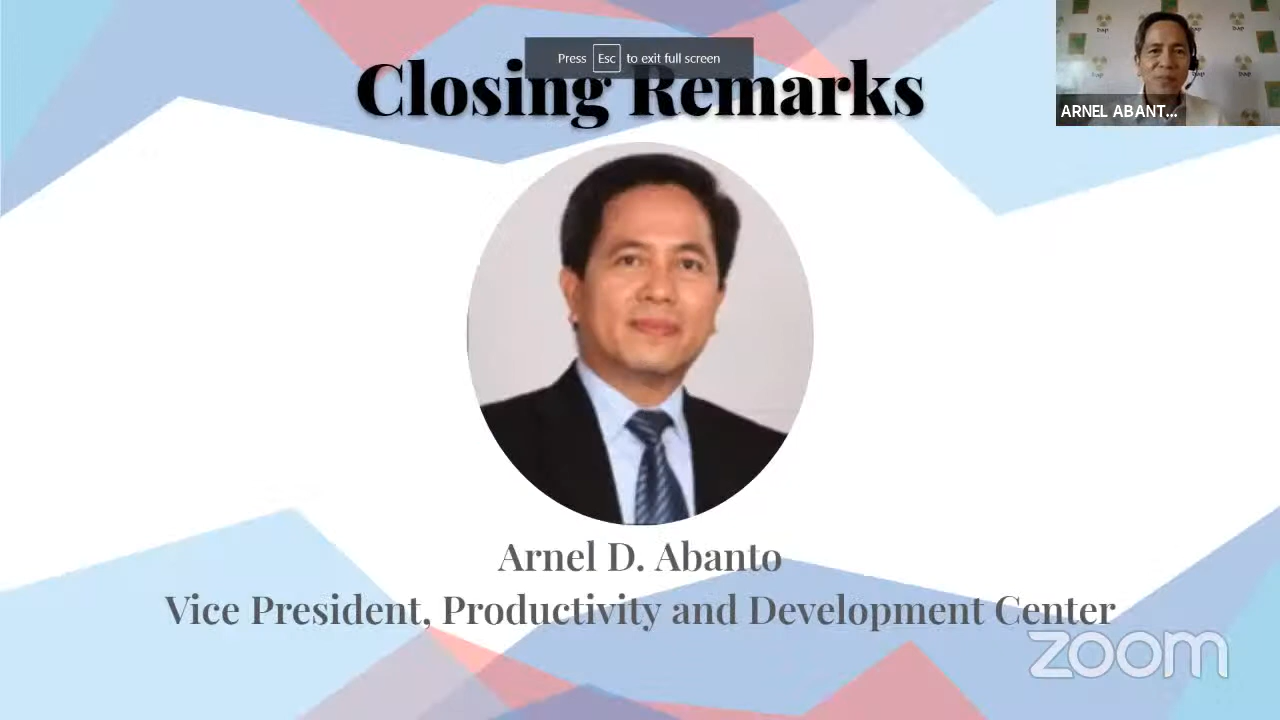 Press Esc to exit full screen
Closing Remarks
ARNEL ABANT...
Arnel D. Abanto
Vice President, Productivity and Development Center
zoom